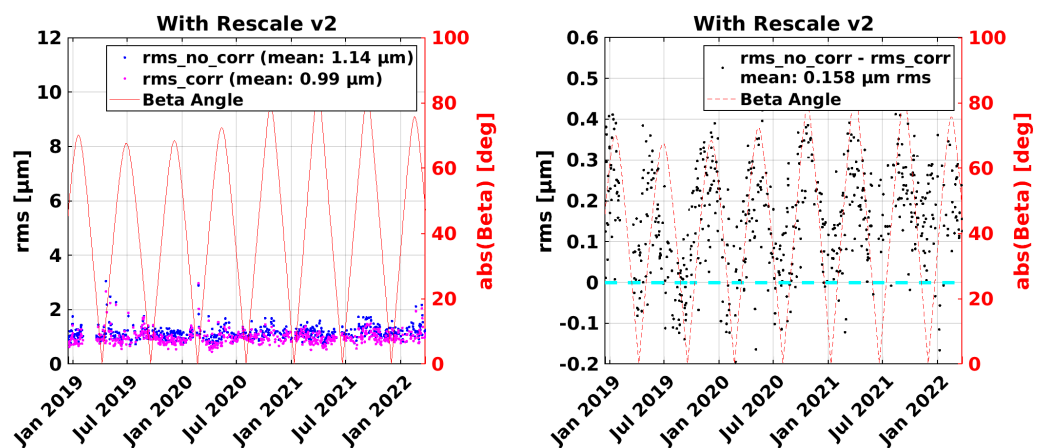 With Rescale v2
12
10
8
6
4
2
0
rms [µm]
rms_no_corr (mean: 1.14 µm)
rms_corr (mean: 0.99 µm)
Beta Angle
100
80
60
40
20
0
abs(Beta) [deg]
Jan 2019
Jul 2019
Jan 2020
Jul 2020
Jan 2021
Jul 2021
Jan 2022
With Rescale v2
0.6
0.5
0.4
0.3
0.2
0.1
0
-0.1
-0.2
rms [µm]
rms_no_corr - rms_corr
mean: 0.158 µm rms
Beta Angle
100
80
60
40
20
0
abs(Beta) [deg]
Jan 2019
Jul 2019
Jan 2020
Jul 2020
Jan 2021
Jul 2021
Jan 2022